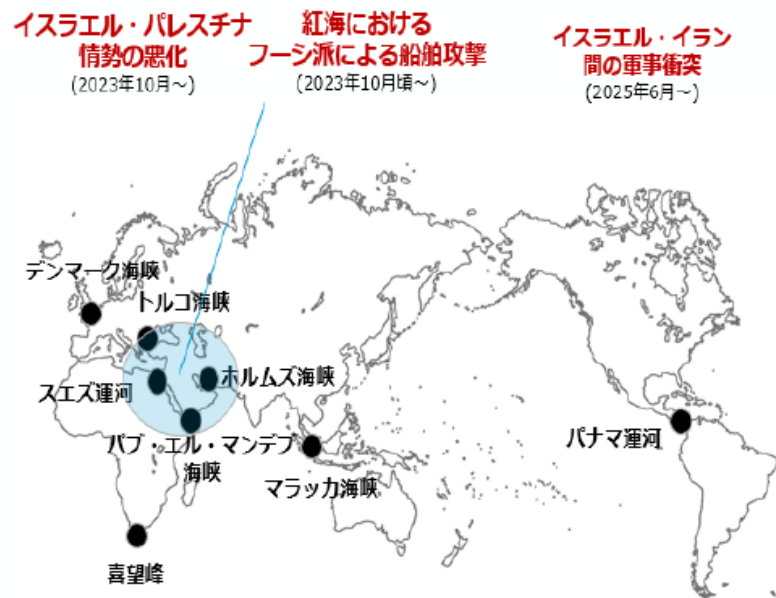 イスラエル・パレスチナ
情勢の悪化
(2023年10月～)
紅海における
フーシ派による船舶攻撃
(2023年10月頃～)
イスラエル・イラン
間の軍事衝突
(2025年6月～)
デンマーク海峡
トルコ海峡
スエズ運河
ホルムズ海峡
バブ・エル・マンデブ
海峡
マラッカ海峡
パナマ運河
喜望峰